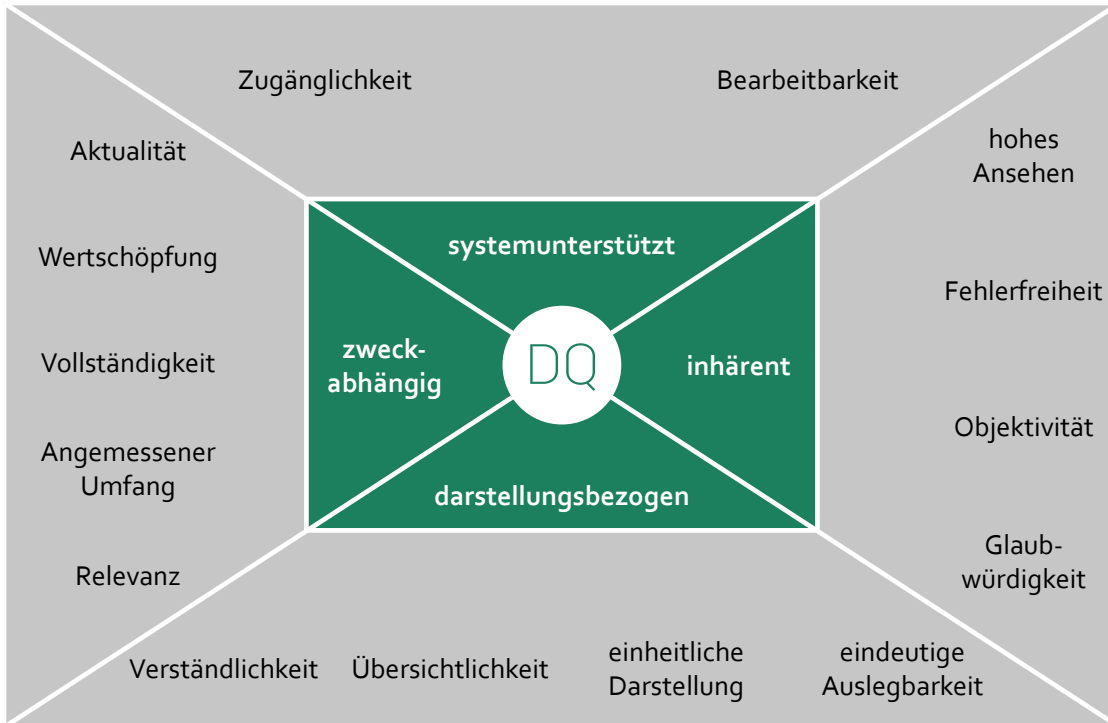 Zugänglichkeit
Bearbeitbarkeit
Aktualität
hohes
Ansehen
Wertschöpfung
systemunterstützt
Fehlerfreiheit
zweck-
abhängig
DQ
inhärent
Vollständigkeit
Objektivität
Angemessener
Umfang
darstellungsbezogen
Relevanz
Glaub-
würdigkeit
Verständlichkeit
Übersichtlichkeit
einheitliche
Darstellung
eindeutige
Auslegbarkeit